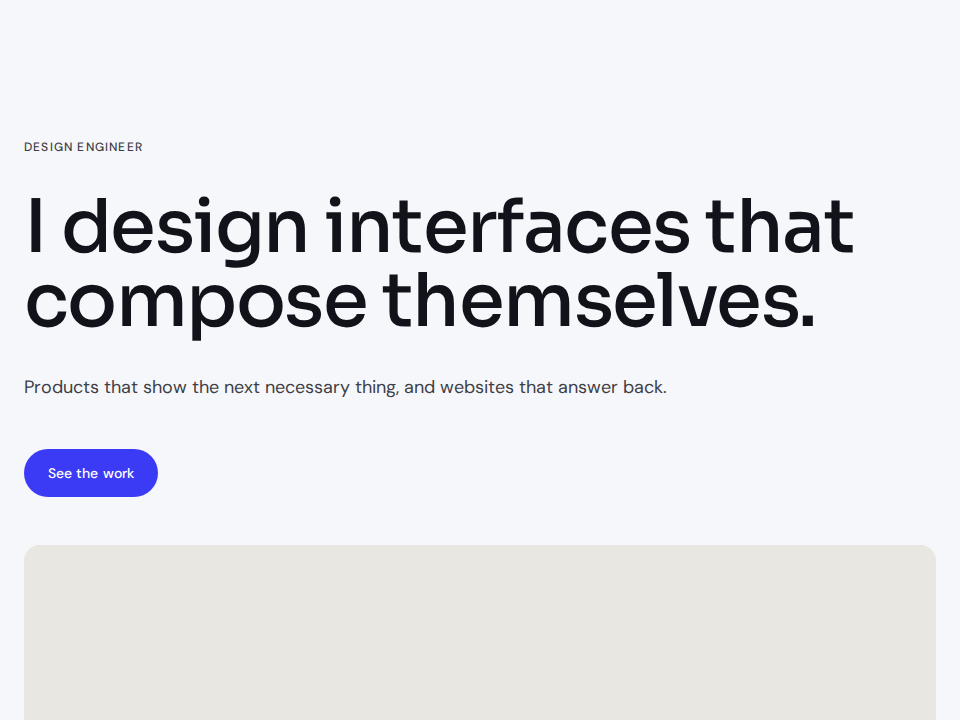 DESIGN ENGINEER
I design interfaces that
compose themselves.
Products that show the next necessary thing, and websites that answer back.
See the work